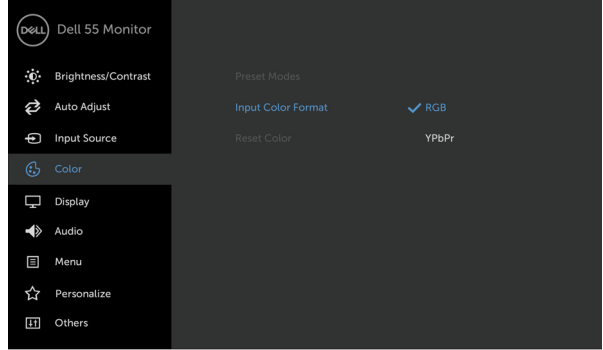 DELL Dell 55 Monitor
Brightness/Contrast
Auto Adjust
Input Source
Color
Display
Audio
Menu
Personalize
Others
Preset Modes
Input Color Format RGB
Reset Color YPbPr